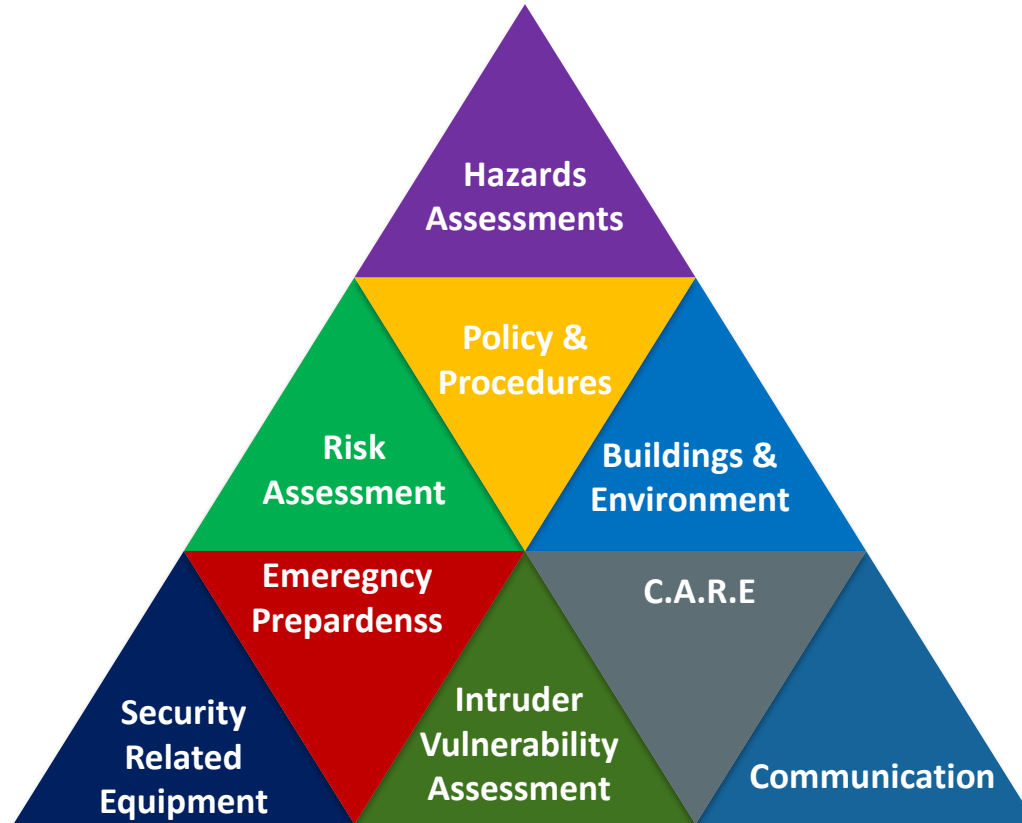 Hazards
Assessments
Policy &
Procedures
Risk
Assessment
Buildings &
Environment
Emeregncy
Prepardenss
C.A.R.E
Security
Related
Equipment
Intruder
Vulnerability
Assessment
Communication